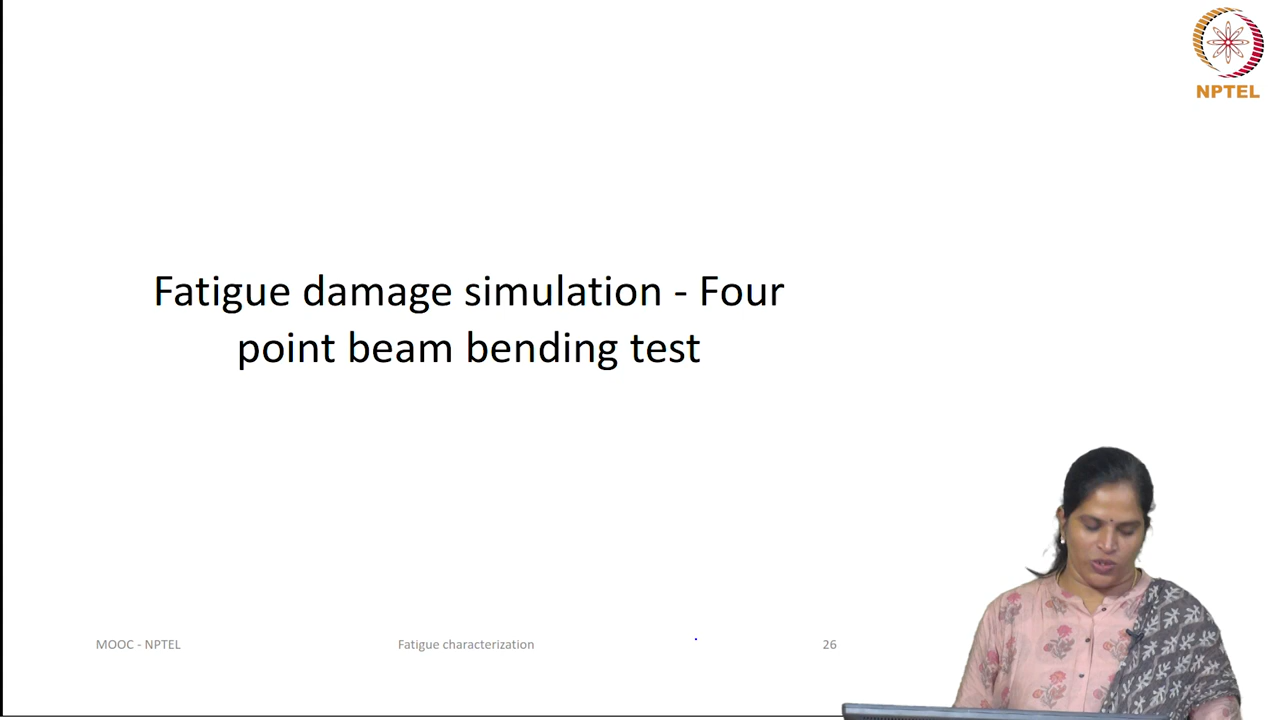 NPTEL
Fatigue damage simulation - Four
point beam bending test
MOOC - NPTEL
Fatigue characterization
26